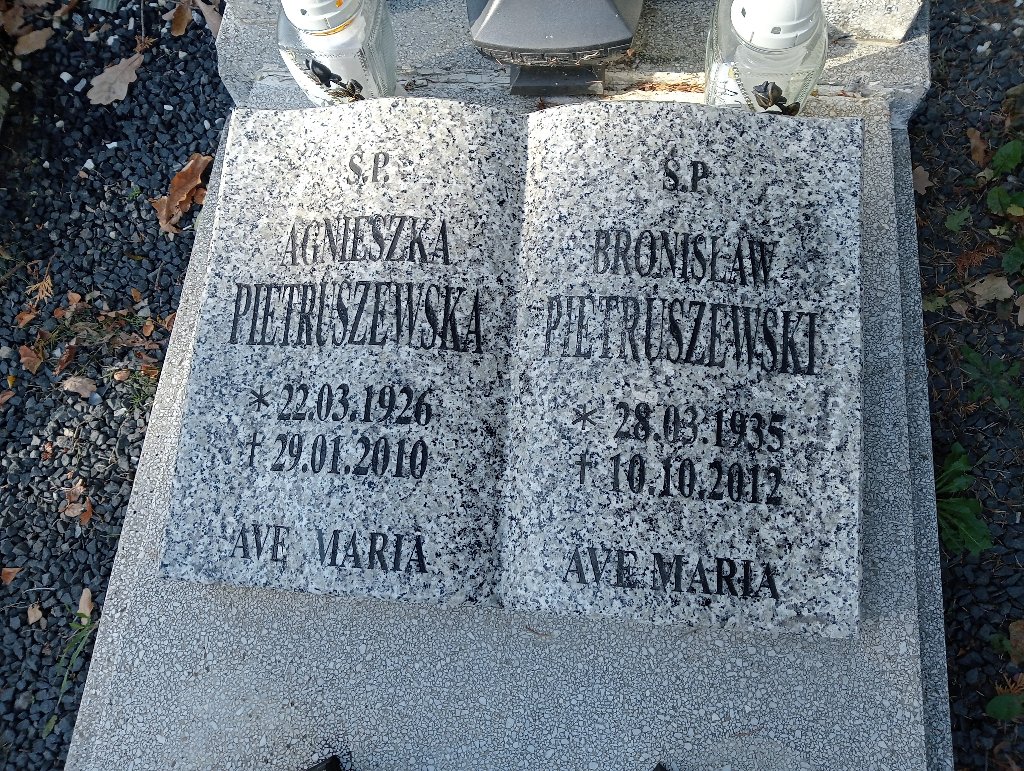 Ś.P.
AGNIESZKA
PIETRUSZEWSKA
* 22.03.1926
† 29.01.2010
AVE MARIA
Ś.P.
BRONISŁAW
PIETRUSZEWSKI
* 28.03.1935
† 10.10.2012
AVE MARIA